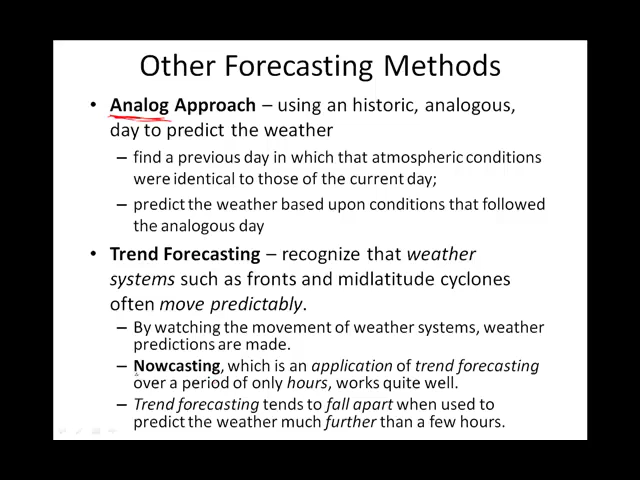 Other Forecasting Methods
• Analog Approach – using an historic, analogous,
day to predict the weather
– find a previous day in which that atmospheric conditions
were identical to those of the current day;
– predict the weather based upon conditions that followed
the analogous day
• Trend Forecasting – recognize that weather
systems such as fronts and midlatitude cyclones
often move predictably.
– By watching the movement of weather systems, weather
predictions are made.
– Nowcasting, which is an application of trend forecasting
over a period of only hours, works quite well.
– Trend forecasting tends to fall apart when used to
predict the weather much further than a few hours.